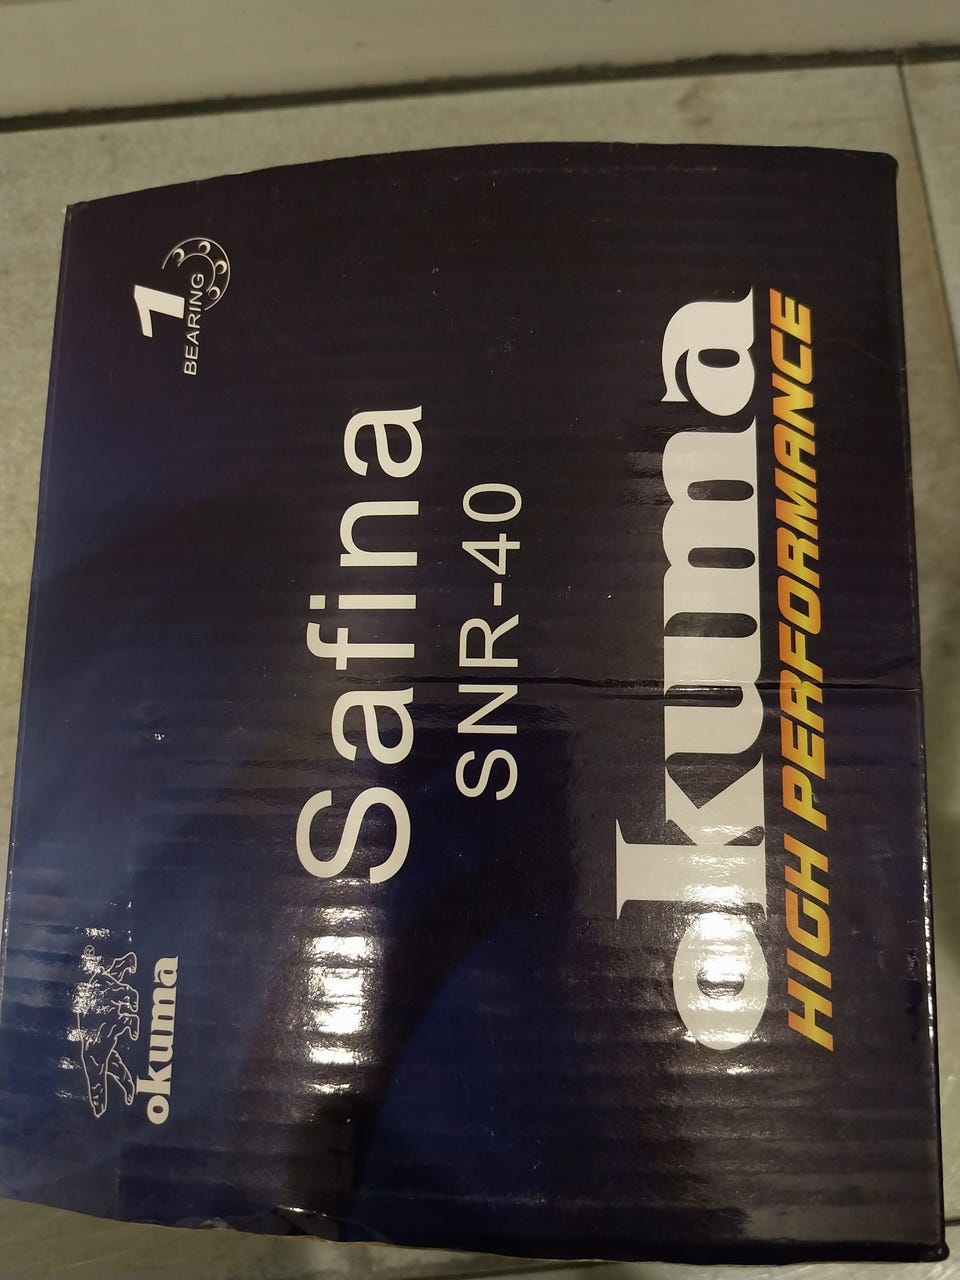 okuma
®
1
BEARING
Safina
SNR-40
okuma
HIGH PERFORMANCE